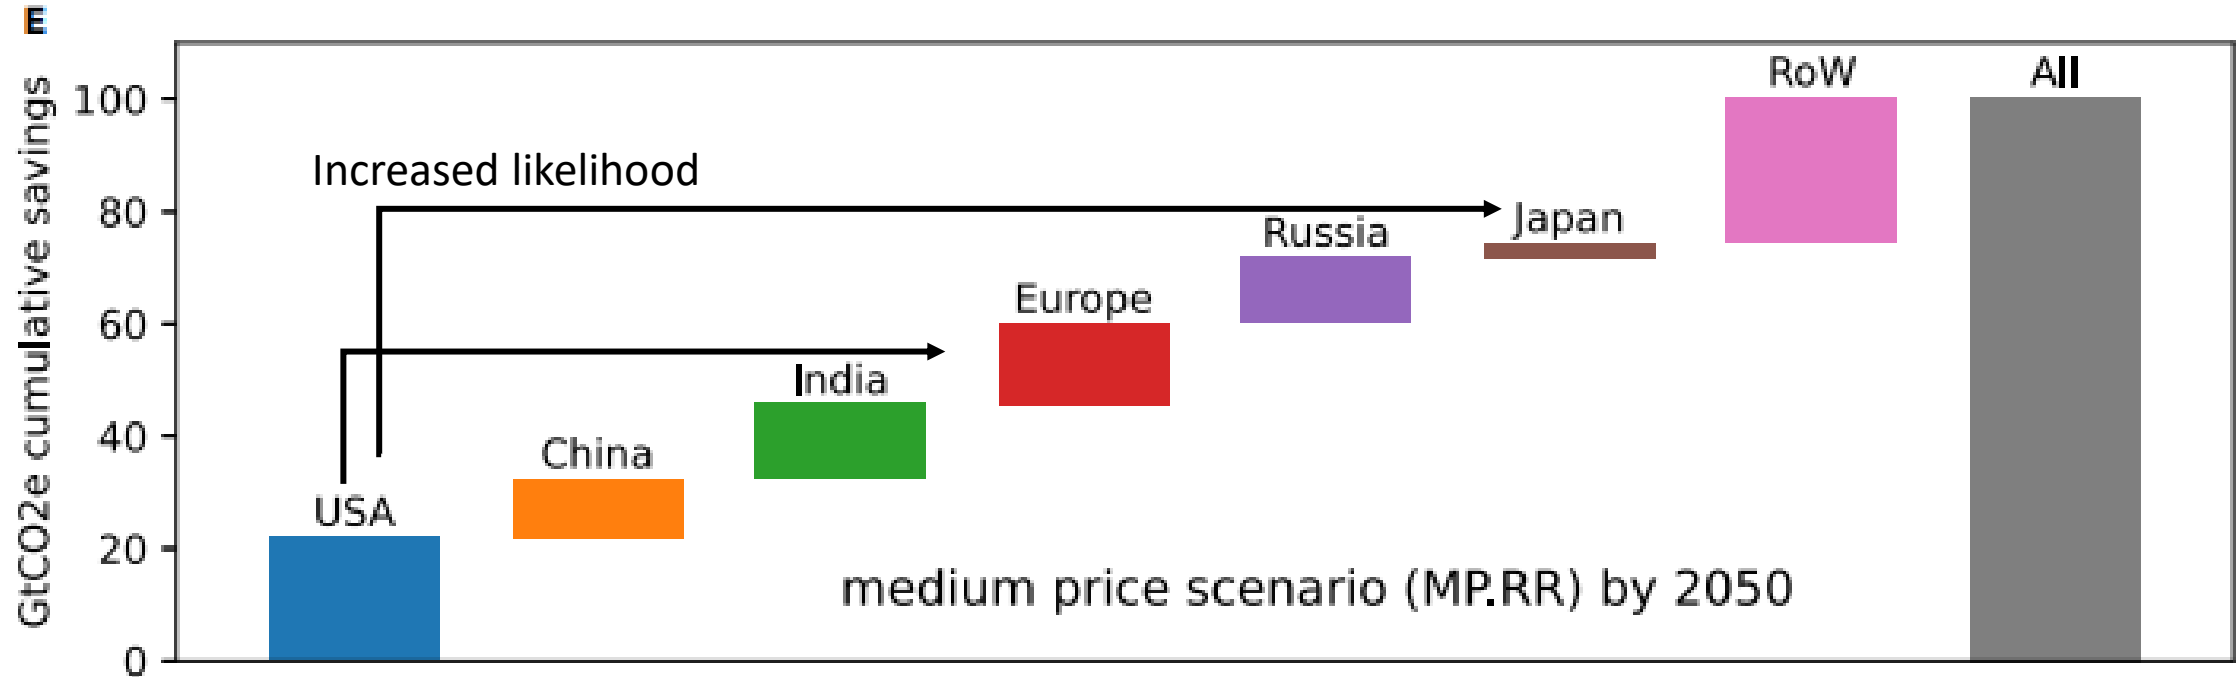 E
GtCO2e cumulative savings
100
80
60
40
20
0
Increased likelihood
USA
China
India
Europe
Russia
Japan
RoW
All
medium price scenario (MP.RR) by 2050